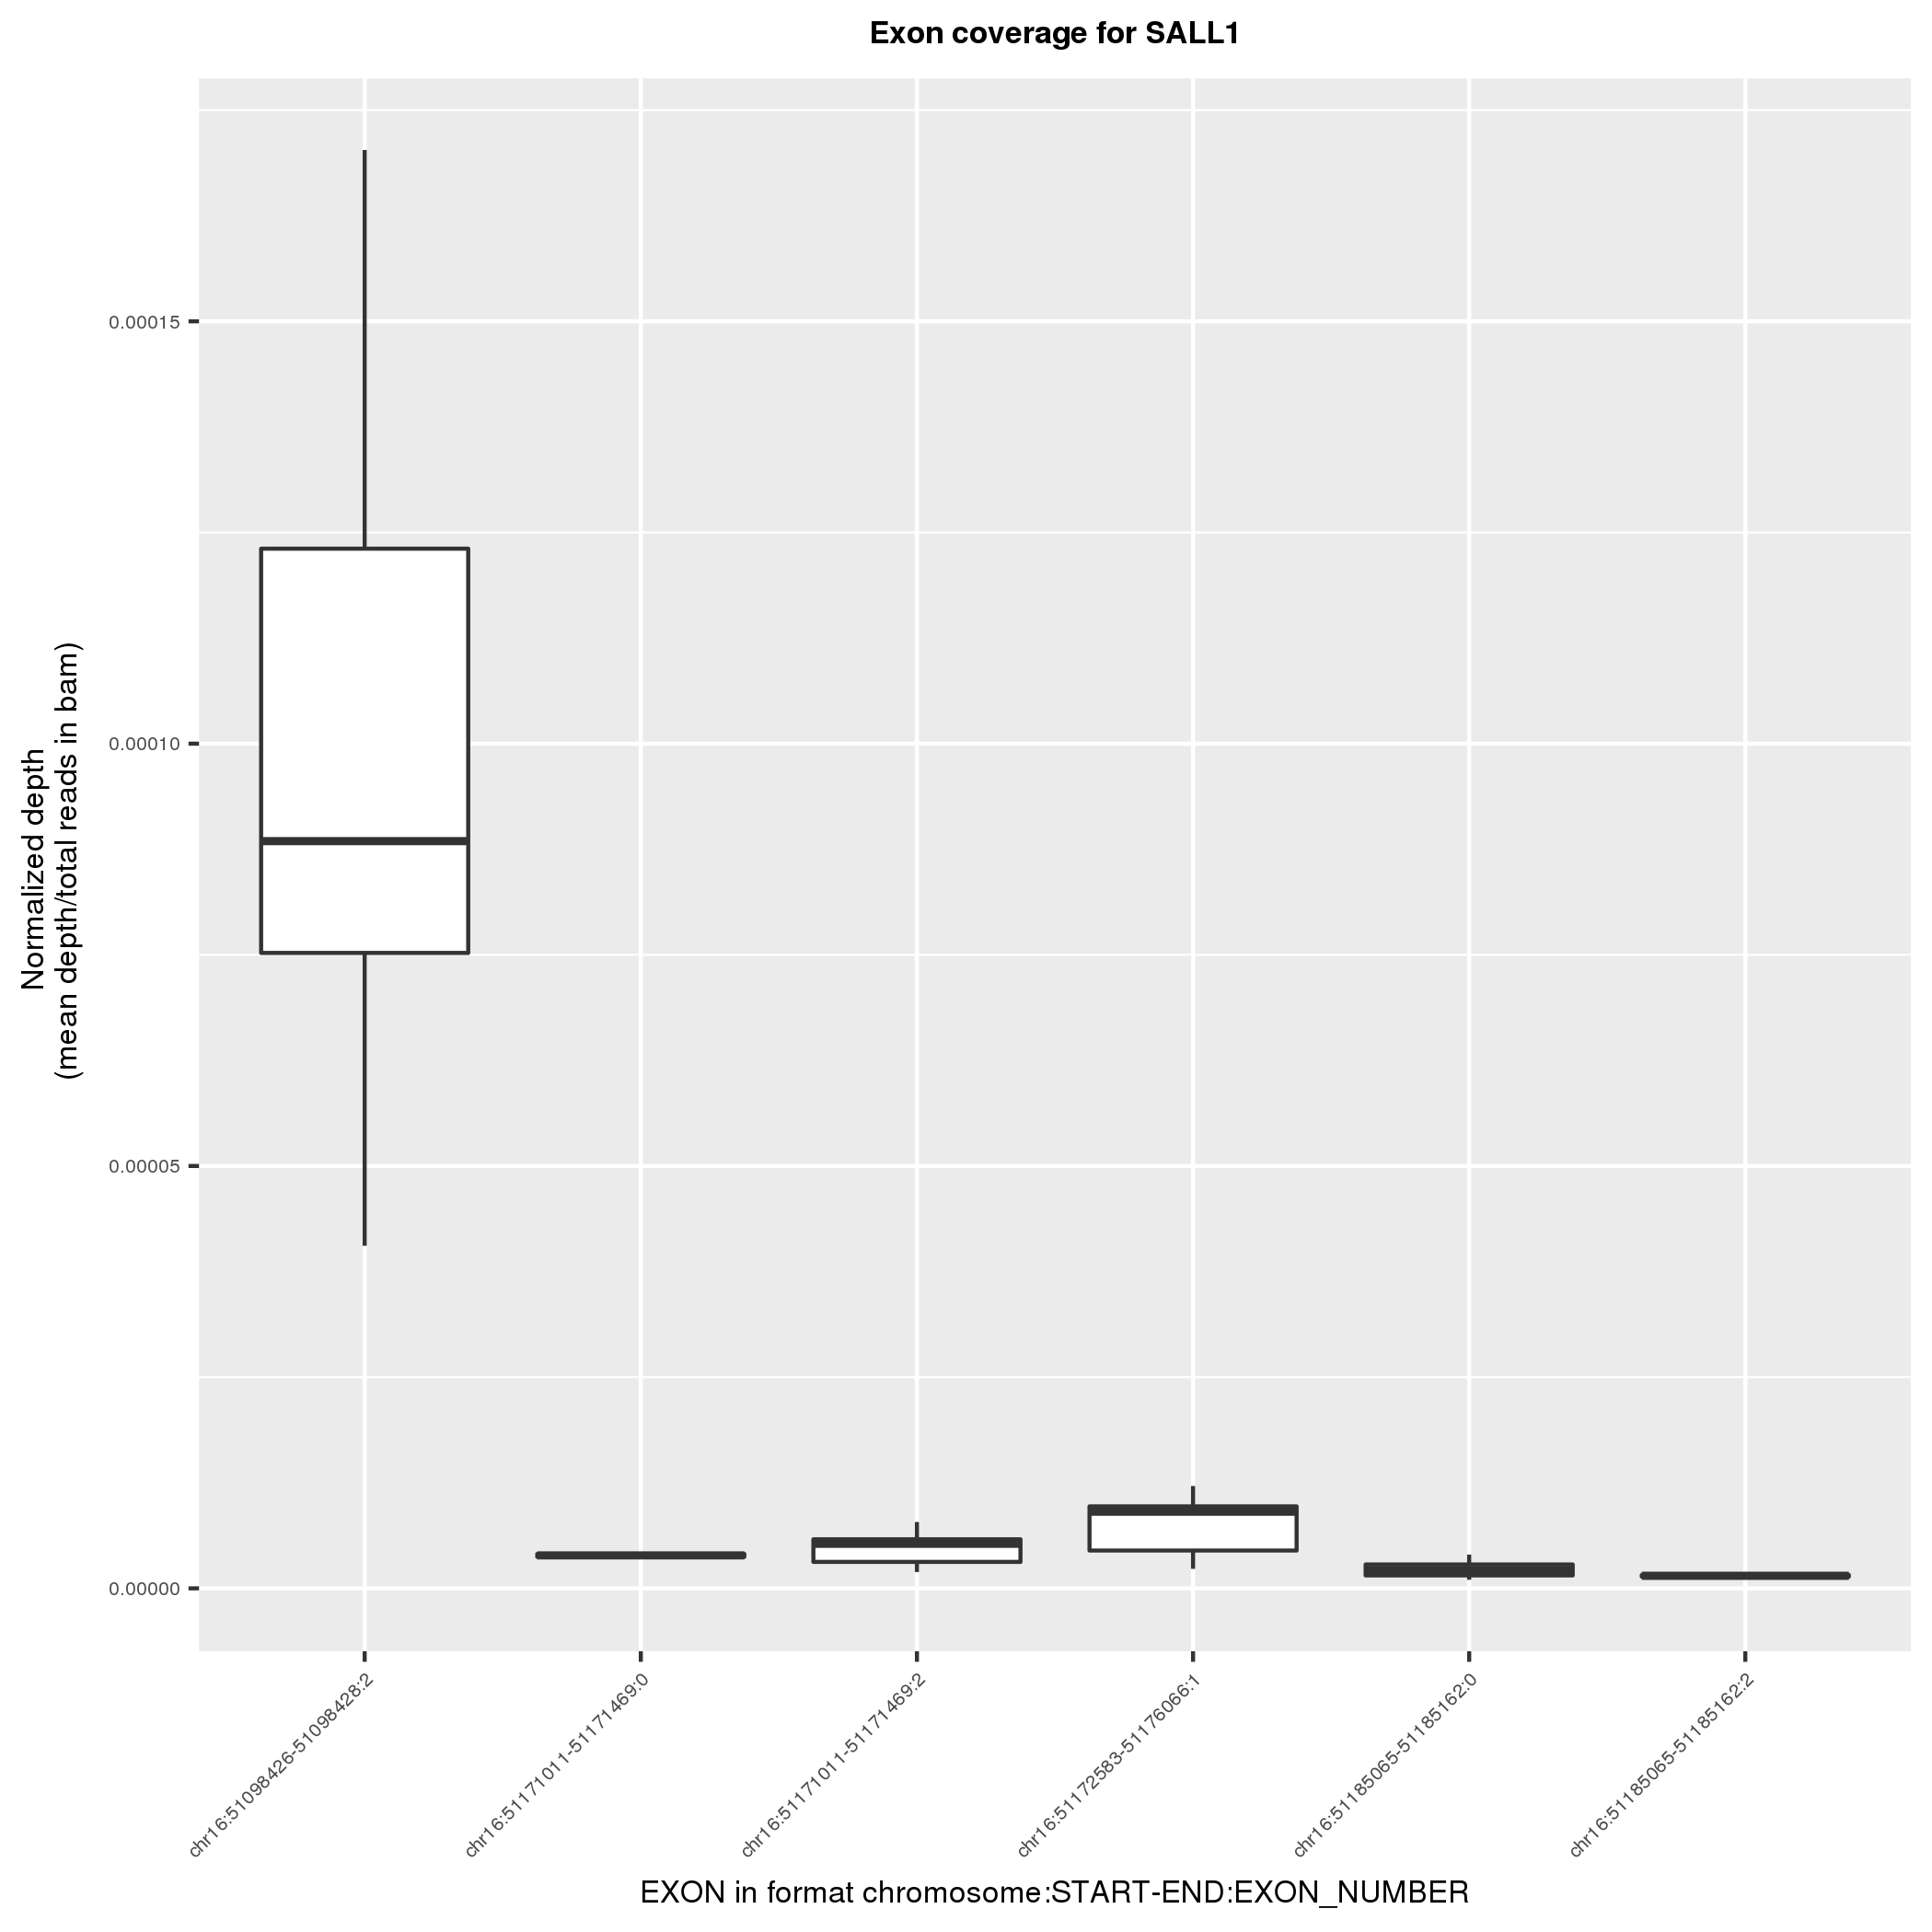 Exon coverage for SALL1
Normalized depth
(mean depth/total reads in bam)
0.00015
0.00010
0.00005
0.00000
chr16:51098426-51098428:2
chr16:51171011-51171469:0
chr16:51171011-51171469:2
chr16:51172583-51176066:1
chr16:51185065-51185162:0
chr16:51185065-51185162:2
EXON in format chromosome:START-END:EXON_NUMBER